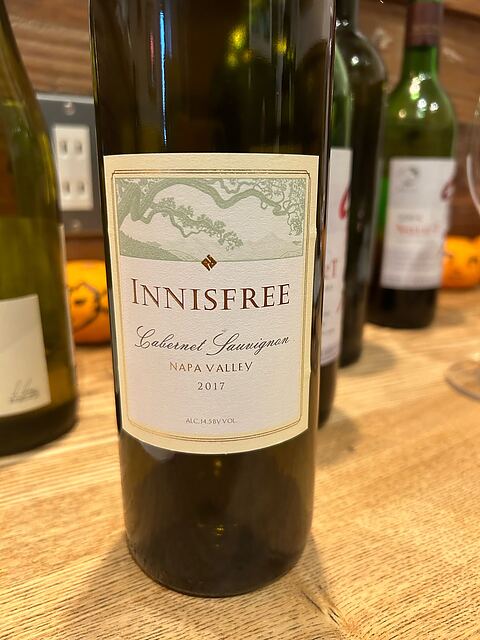 INNISFREE
Cabernet Sauvignon
NAPA VALLEY
2017
ALC. 14.5 BY VOL.